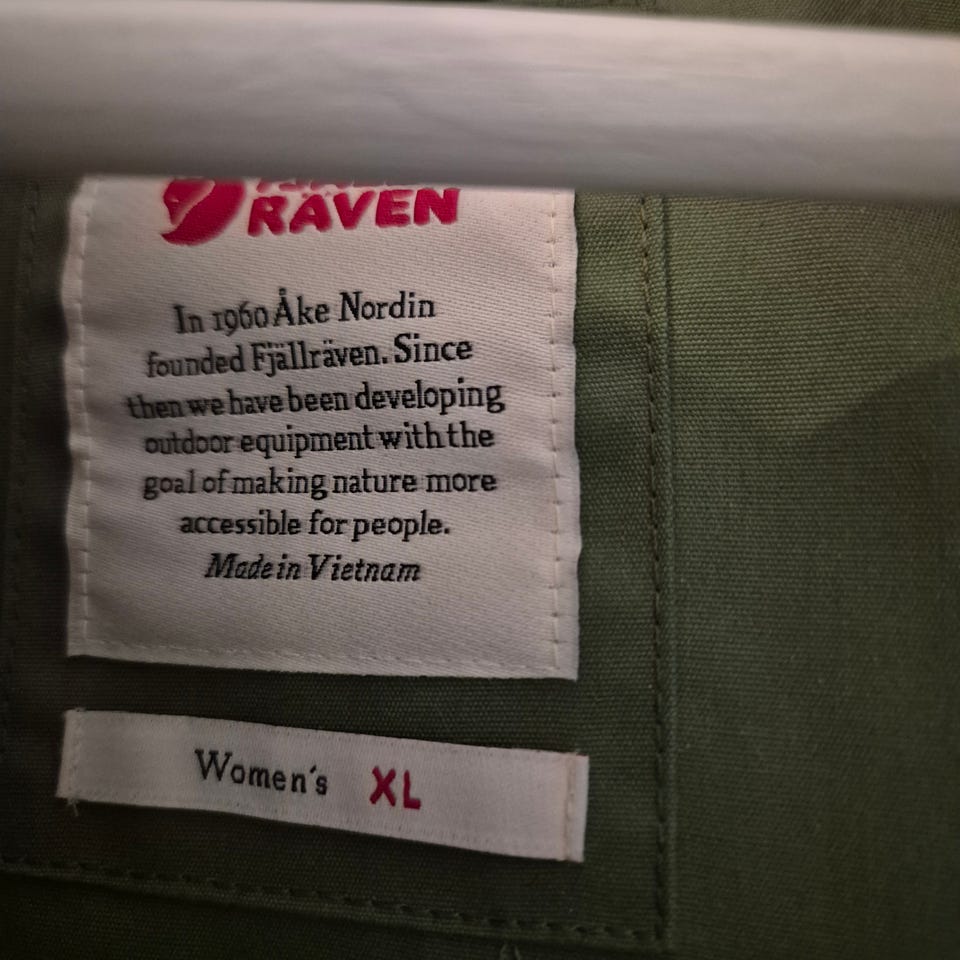 RÄVEN
In 1960 Åke Nordin
founded Fjällräven. Since
then we have been developing
outdoor equipment with the
goal of making nature more
accessible for people.
Made in Vietnam
Women's XL